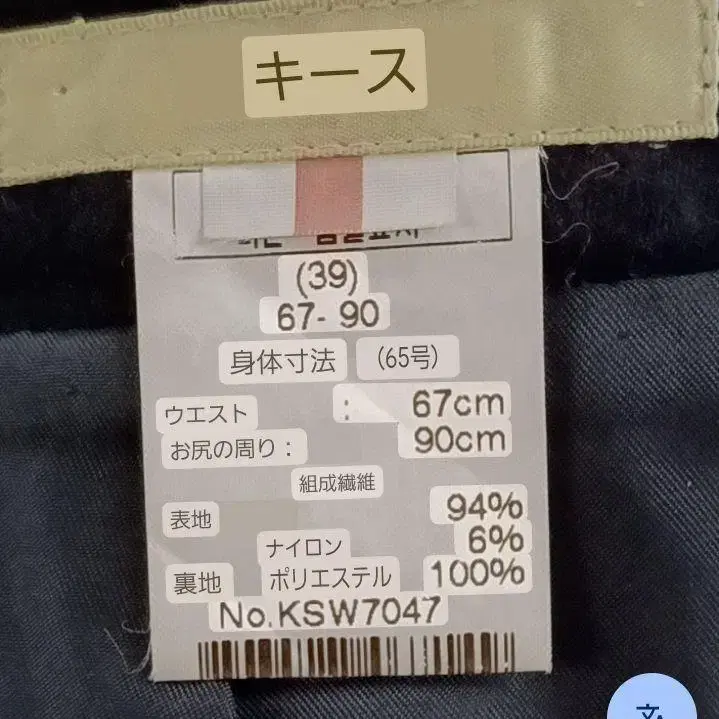 キース
(39)
67- 90
身体寸法 (65号)
ウエスト : 67cm
お尻の周り: 90cm
組成繊維
表地 94%
ナイロン 6%
裏地 ポリエステル 100%
No.KSW7047